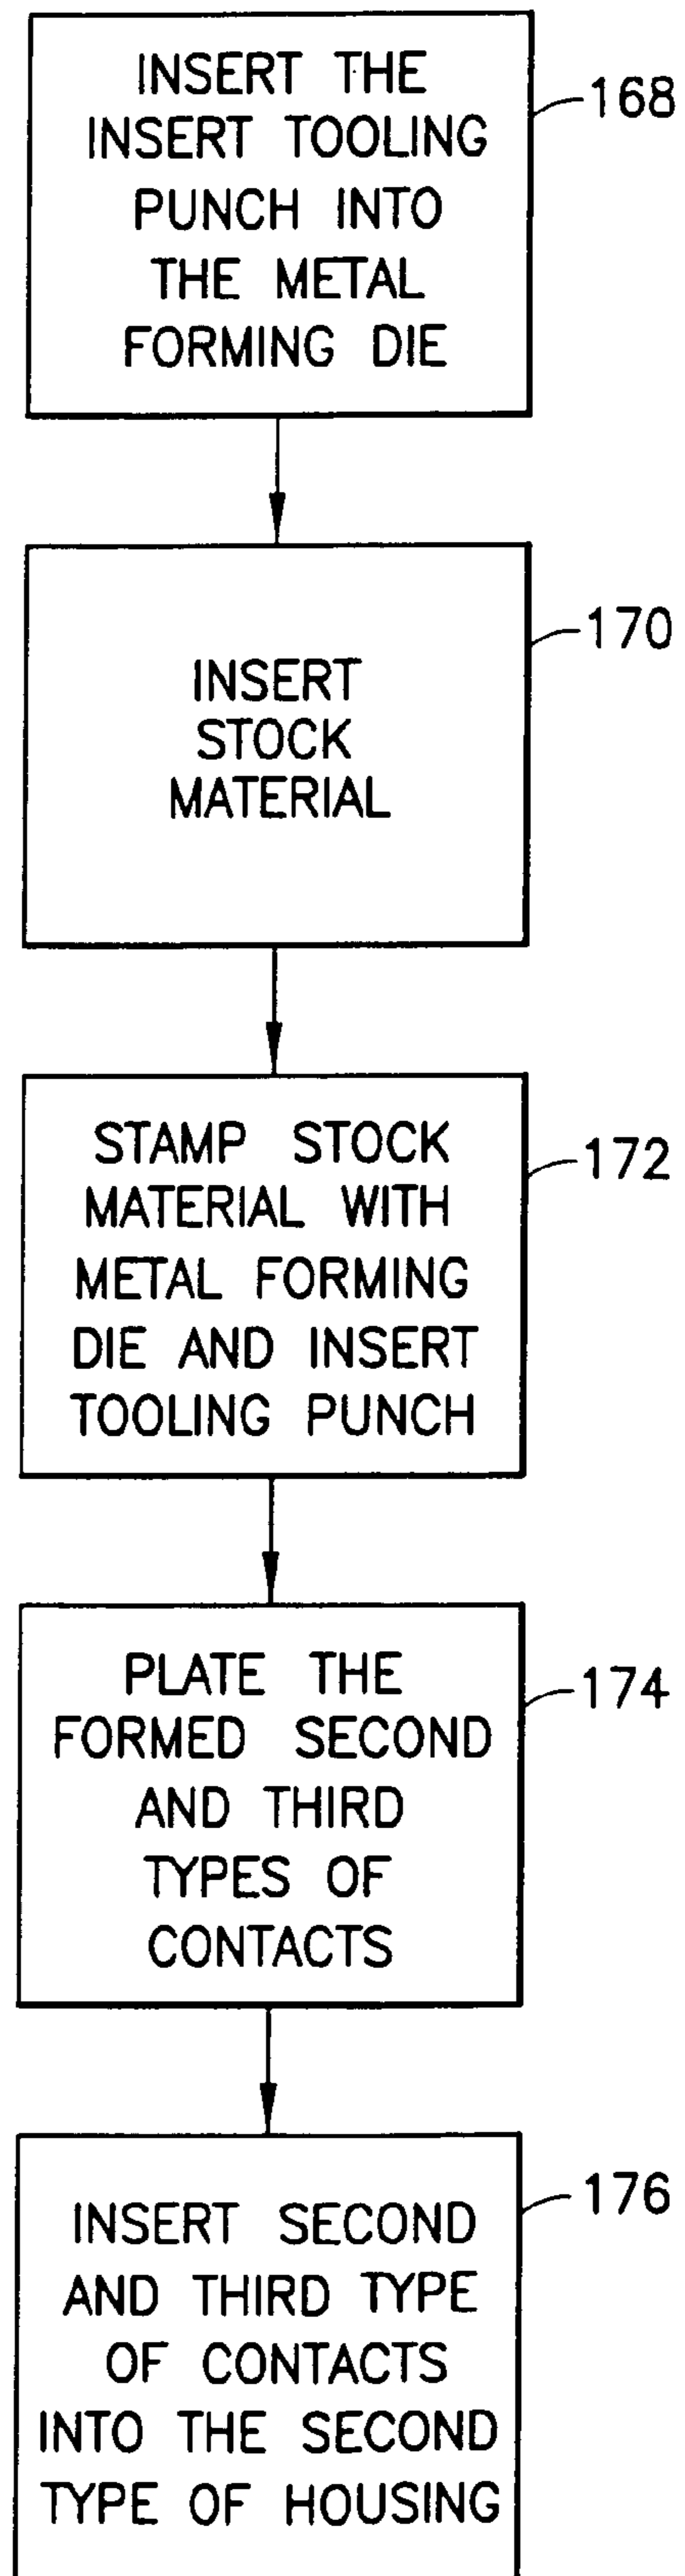 INSERT THE
INSERT TOOLING
PUNCH INTO
THE METAL
FORMING DIE
168
INSERT
STOCK
MATERIAL
170
STAMP STOCK
MATERIAL WITH
METAL FORMING
DIE AND INSERT
TOOLING PUNCH
172
PLATE THE
FORMED SECOND
AND THIRD
TYPES OF
CONTACTS
174
INSERT SECOND
AND THIRD TYPE
OF CONTACTS
INTO THE SECOND
TYPE OF HOUSING
176